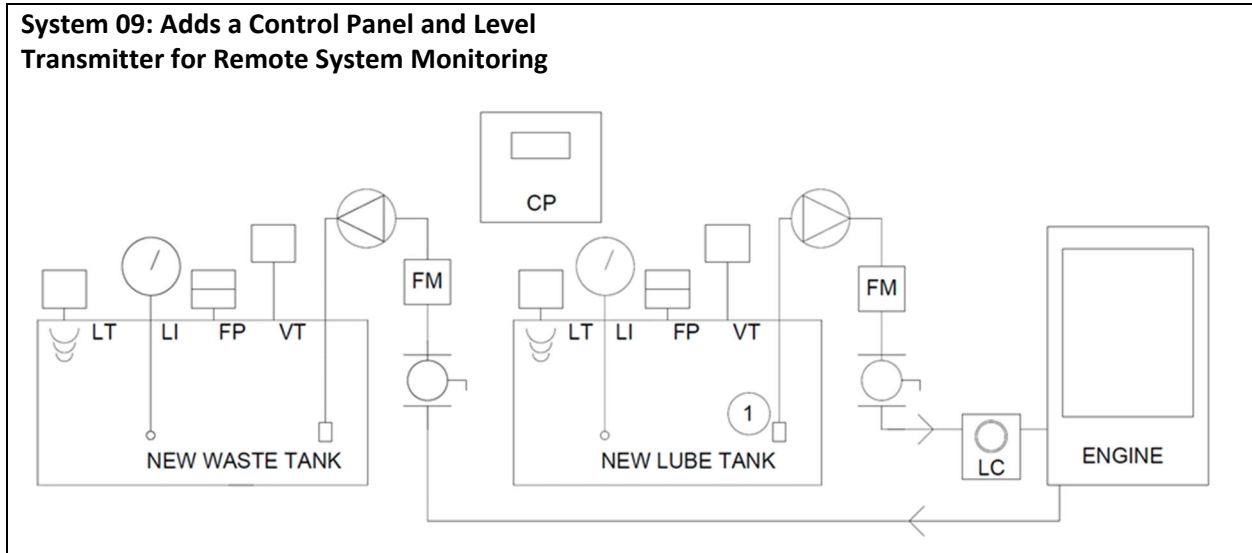 System 09: Adds a Control Panel and Level
Transmitter for Remote System Monitoring
CP
FM
FM
LT LI FP VT
LT LI FP VT
1
NEW WASTE TANK
NEW LUBE TANK
LC
ENGINE